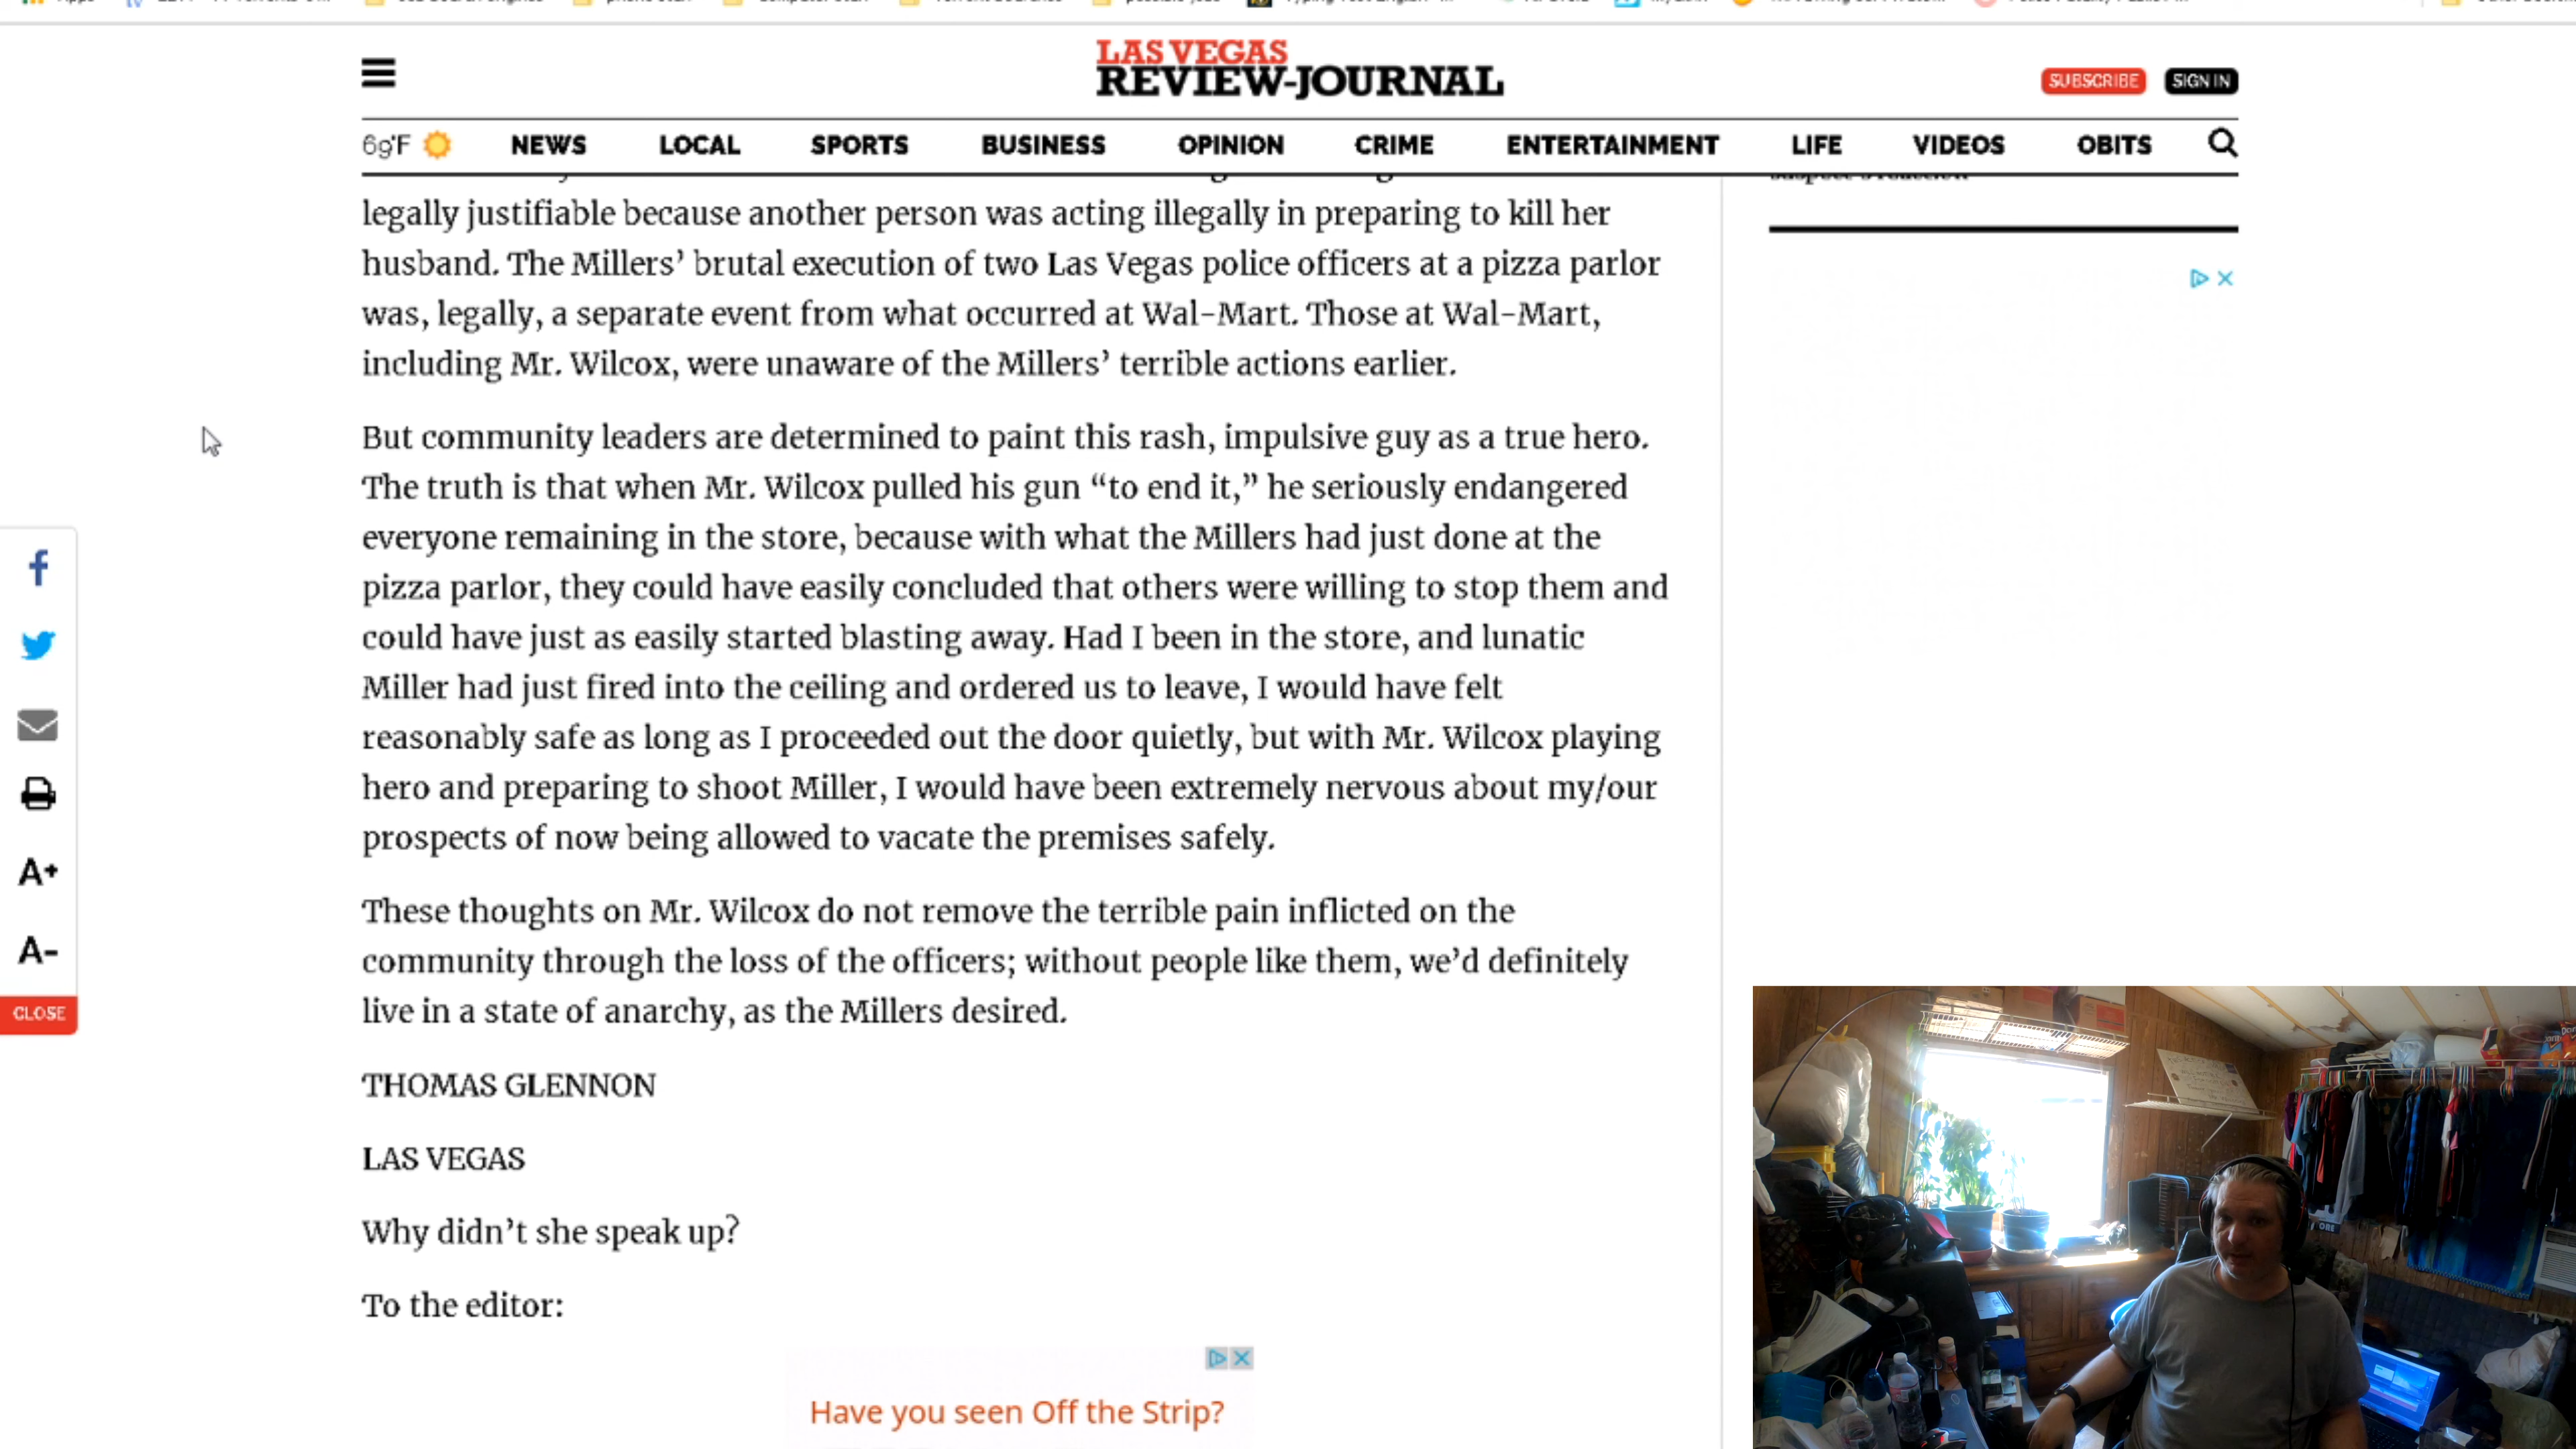 LAS VEGAS
REVIEW-JOURNAL
SUBSCRIBE
SIGN IN
69°F
NEWS
LOCAL
SPORTS
BUSINESS
OPINION
CRIME
ENTERTAINMENT
LIFE
VIDEOS
OBITS
legally justifiable because another person was acting illegally in preparing to kill her
husband. The Millers’ brutal execution of two Las Vegas police officers at a pizza parlor
was, legally, a separate event from what occurred at Wal-Mart. Those at Wal-Mart,
including Mr. Wilcox, were unaware of the Millers’ terrible actions earlier.
But community leaders are determined to paint this rash, impulsive guy as a true hero.
The truth is that when Mr. Wilcox pulled his gun “to end it,” he seriously endangered
everyone remaining in the store, because with what the Millers had just done at the
pizza parlor, they could have easily concluded that others were willing to stop them and
could have just as easily started blasting away. Had I been in the store, and lunatic
Miller had just fired into the ceiling and ordered us to leave, I would have felt
reasonably safe as long as I proceeded out the door quietly, but with Mr. Wilcox playing
hero and preparing to shoot Miller, I would have been extremely nervous about my/our
prospects of now being allowed to vacate the premises safely.
These thoughts on Mr. Wilcox do not remove the terrible pain inflicted on the
community through the loss of the officers; without people like them, we’d definitely
live in a state of anarchy, as the Millers desired.
THOMAS GLENNON
LAS VEGAS
Why didn’t she speak up?
To the editor:
Have you seen Off the Strip?
A+
A-
CLOSE